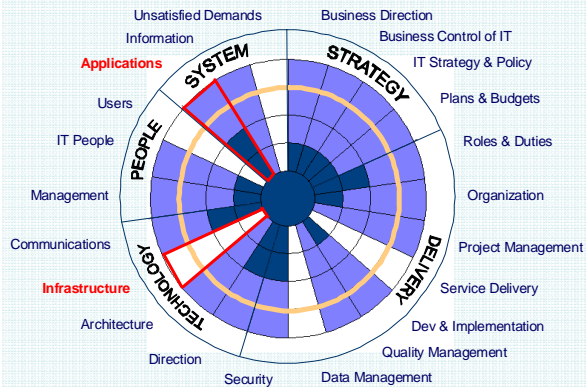 Unsatisfied Demands
Business Direction
Information
Business Control of IT
Applications
SYSTEM
STRATEGY
IT Strategy & Policy
Users
Plans & Budgets
IT People
PEOPLE
Roles & Duties
Management
Organization
Communications
Project Management
TECHNOLOGY
DELIVERY
Infrastructure
Service Delivery
Architecture
Dev & Implementation
Direction
Quality Management
Security
Data Management